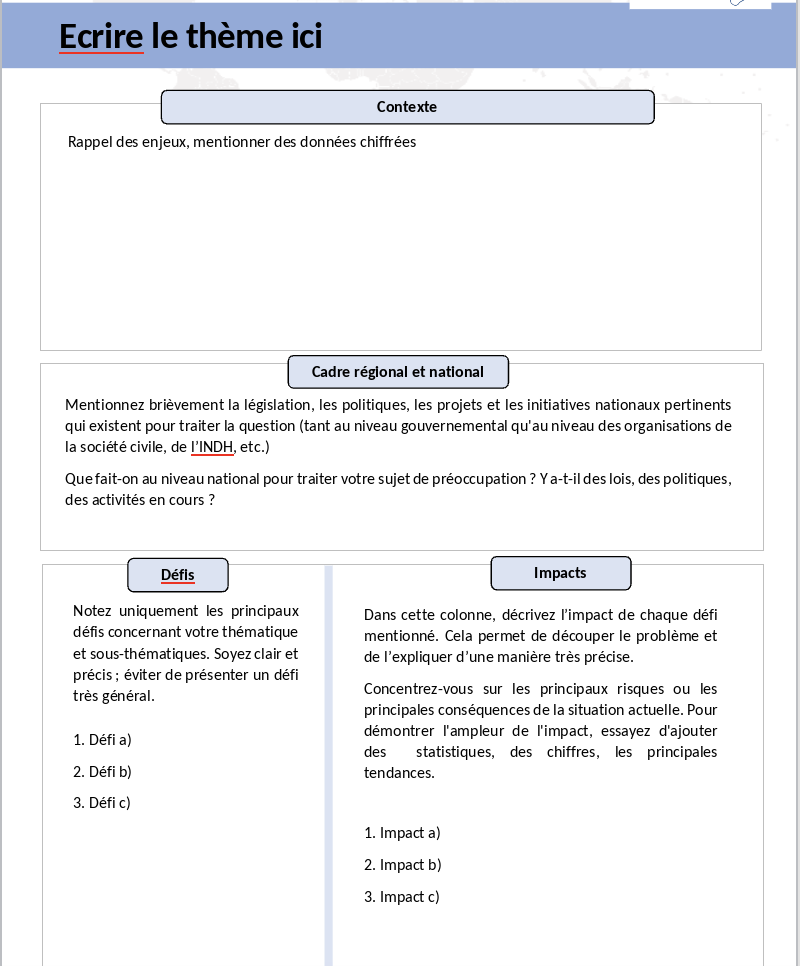 Ecrire le thème ici
Contexte
Rappel des enjeux, mentionner des données chiffrées
Cadre régional et national
Mentionnez brièvement la législation, les politiques, les projets et les initiatives nationaux pertinents
qui existent pour traiter la question (tant au niveau gouvernemental qu'au niveau des organisations de
la société civile, de l’INDH, etc.)
Que fait-on au niveau national pour traiter votre sujet de préoccupation ? Y a-t-il des lois, des politiques,
des activités en cours ?
Défis
Notez uniquement les principaux
défis concernant votre thématique
et sous-thématiques. Soyez clair et
précis ; éviter de présenter un défi
très général.
1. Défi a)
2. Défi b)
3. Défi c)
Impacts
Dans cette colonne, décrivez l’impact de chaque défi
mentionné. Cela permet de découper le problème et
de l’expliquer d’une manière très précise.
Concentrez-vous sur les principaux risques ou les
principales conséquences de la situation actuelle. Pour
démontrer l'ampleur de l'impact, essayez d'ajouter
des statistiques, des chiffres, les principales
tendances.
1. Impact a)
2. Impact b)
3. Impact c)